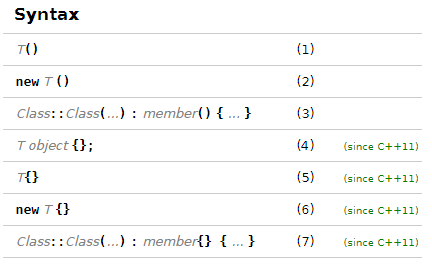 Syntax
T() (1)
new T () (2)
Class::Class(...) : member() { ... } (3)
T object {}; (4) (since C++11)
T{} (5) (since C++11)
new T {} (6) (since C++11)
Class::Class(...) : member{} { ... } (7) (since C++11)